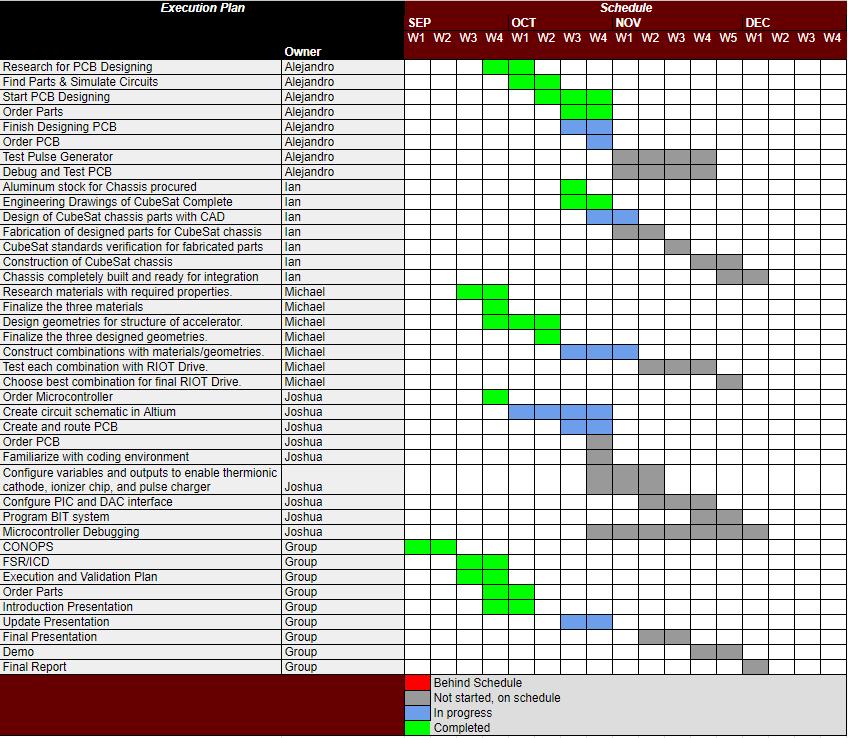 Execution Plan Schedule
SEP OCT NOV DEC
Owner W1 W2 W3 W4 W1 W2 W3 W4 W1 W2 W3 W4 W5 W1 W2 W3 W4
Research for PCB Designing Alejandro
Find Parts & Simulate Circuits Alejandro
Start PCB Designing Alejandro
Order Parts Alejandro
Finish Designing PCB Alejandro
Order PCB Alejandro
Test Pulse Generator Alejandro
Debug and Test PCB Alejandro
Aluminum stock for Chassis procured Ian
Engineering Drawings of CubeSat Complete Ian
Design of CubeSat chassis parts with CAD Ian
Fabrication of designed parts for CubeSat chassis Ian
CubeSat standards verification for fabricated parts Ian
Construction of CubeSat chassis Ian
Chassis completely built and ready for integration Ian
Research materials with required properties. Michael
Finalize the three materials Michael
Design geometries for structure of accelerator. Michael
Finalize the three designed geometries. Michael
Construct combinations with materials/geometries. Michael
Test each combination with RIOT Drive. Michael
Choose best combination for final RIOT Drive. Michael
Order Microcontroller Joshua
Create circuit schematic in Altium Joshua
Create and route PCB Joshua
Order PCB Joshua
Familiarize with coding environment Joshua
Configure variables and outputs to enable thermionic
cathode, ionizer chip, and pulse charger Joshua
Confgure PIC and DAC interface Joshua
Program BIT system Joshua
Microcontroller Debugging Joshua
CONOPS Group
FSR/ICD Group
Execution and Validation Plan Group
Order Parts Group
Introduction Presentation Group
Update Presentation Group
Final Presentation Group
Demo Group
Final Report Group
Behind Schedule
Not started, on schedule
In progress
Completed